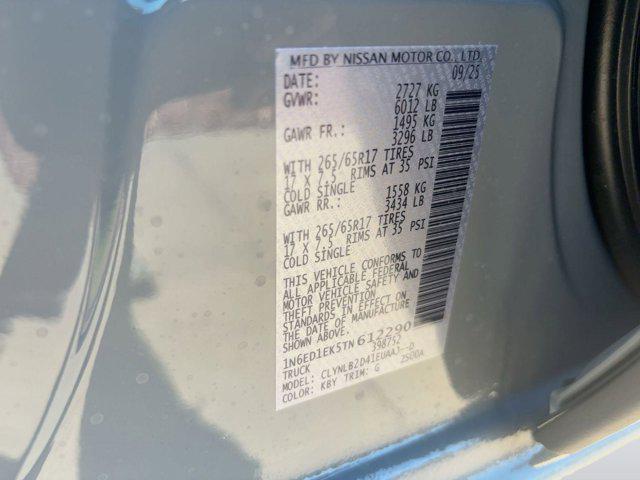 MFD BY NISSAN MOTOR CO., LTD.
DATE: 09/25
GVWR: 2727 KG
6012 LB
GAWR FR.: 1495 KG
3296 LB
WITH 265/65R17 TIRES
17 X 7.5 RIMS AT 35 PSI
COLD SINGLE
GAWR RR.: 1558 KG
3434 LB
WITH 265/65R17 TIRES
17 X 7.5 RIMS AT 35 PSI
COLD SINGLE
THIS VEHICLE CONFORMS TO
ALL APPLICABLE FEDERAL
MOTOR VEHICLE SAFETY AND
THEFT PREVENTION
STANDARDS IN EFFECT ON
THE DATE OF MANUFACTURE
SHOWN ABOVE.
1N6ED1EK5TN612290
TRUCK 398752
MODEL: CLYNLB2D41EUAAJ-D
COLOR: KBY TRIM: G 2S00A